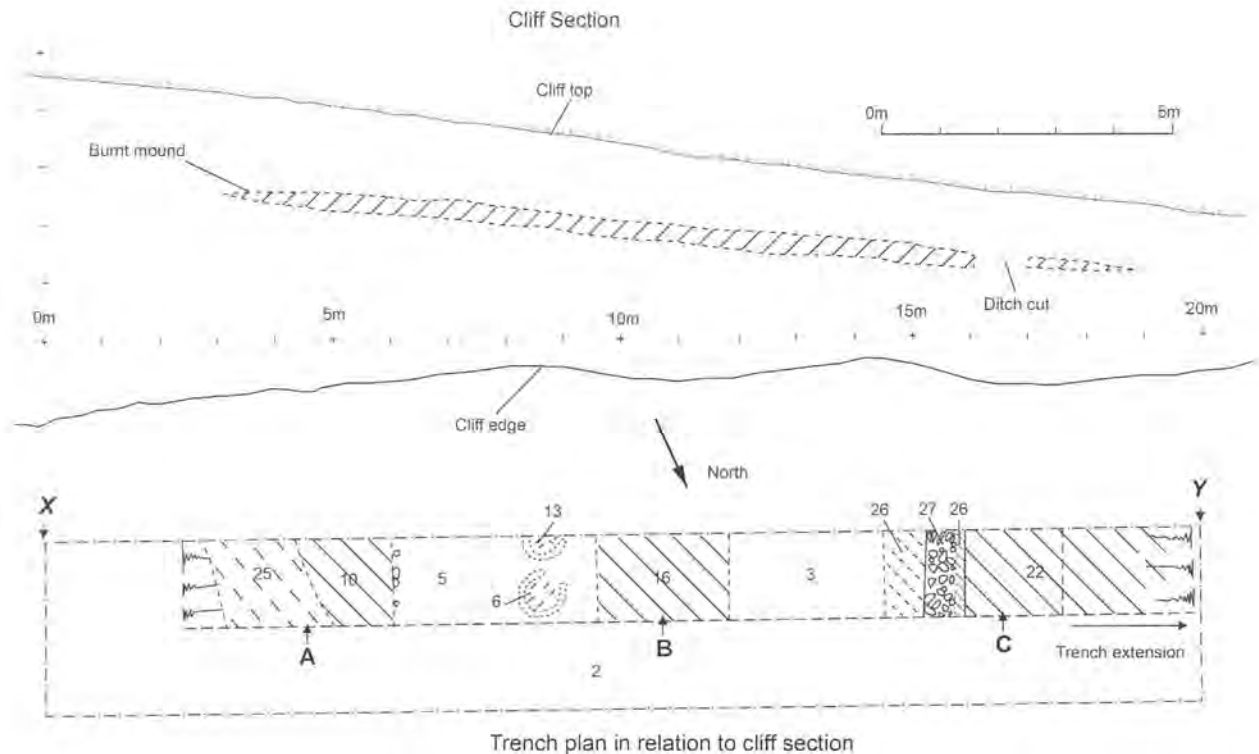 Cliff Section
Cliff top
0m 5m
Burnt mound
Ditch cut
0m 5m 10m 15m 20m
Cliff edge
North
X Y
13 26 27 26
25 10 5 6 16 3 22
A B C
Trench extension
2
Trench plan in relation to cliff section